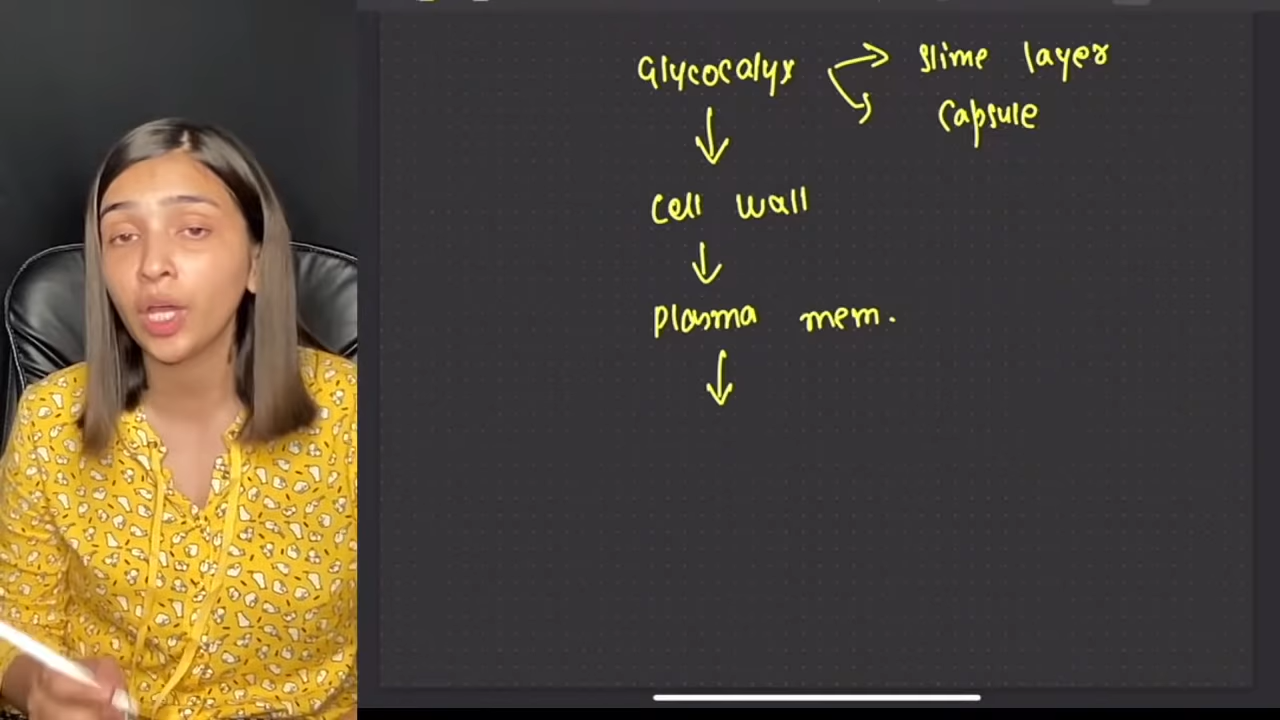 Glycocalyx → slime layer
capsule
cell wall
plasma mem.